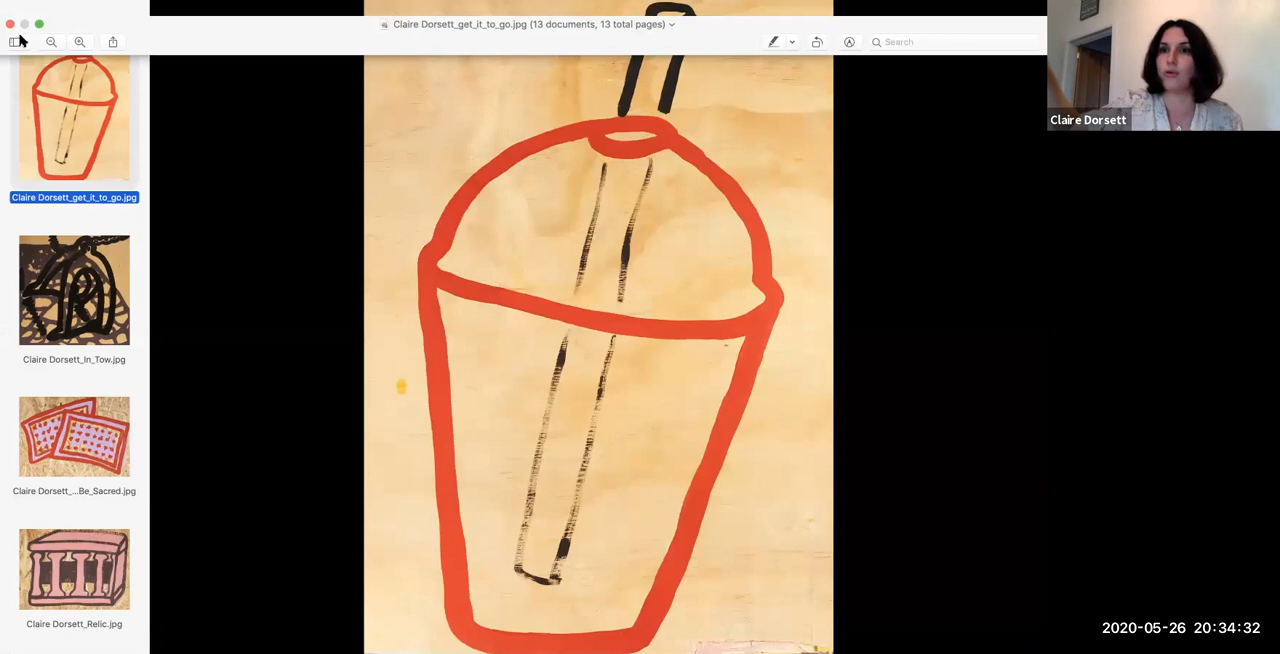 Claire Dorsett_get_it_to_go.jpg (13 documents, 13 total pages)
Search
Claire Dorsett
Claire Dorsett_get_it_to_go.jpg
Claire Dorsett_In_Tow.jpg
Claire Dorsett_...Be_Sacred.jpg
Claire Dorsett_Relic.jpg
2020-05-26 20:34:32